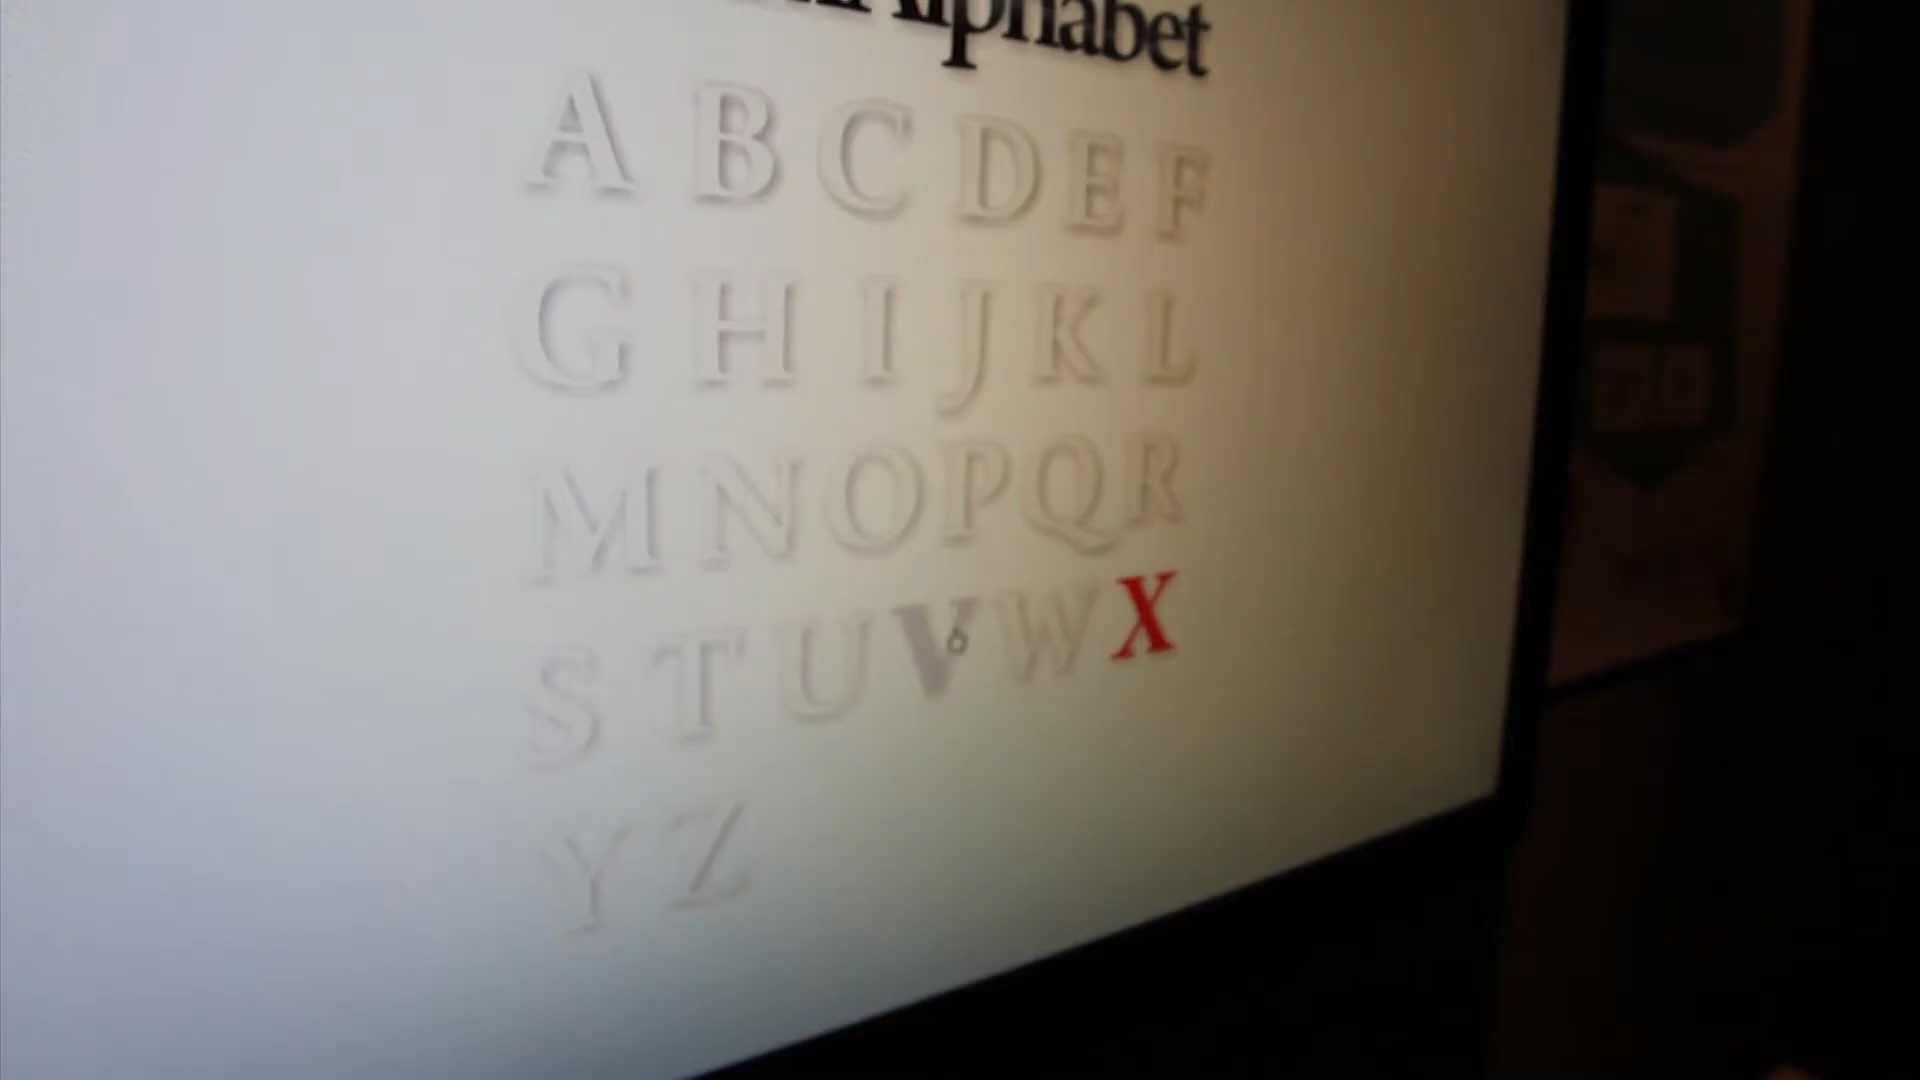 Alphabet
A B C D E F
G H I J K L
M N O P Q R
S T U V W X
Y Z